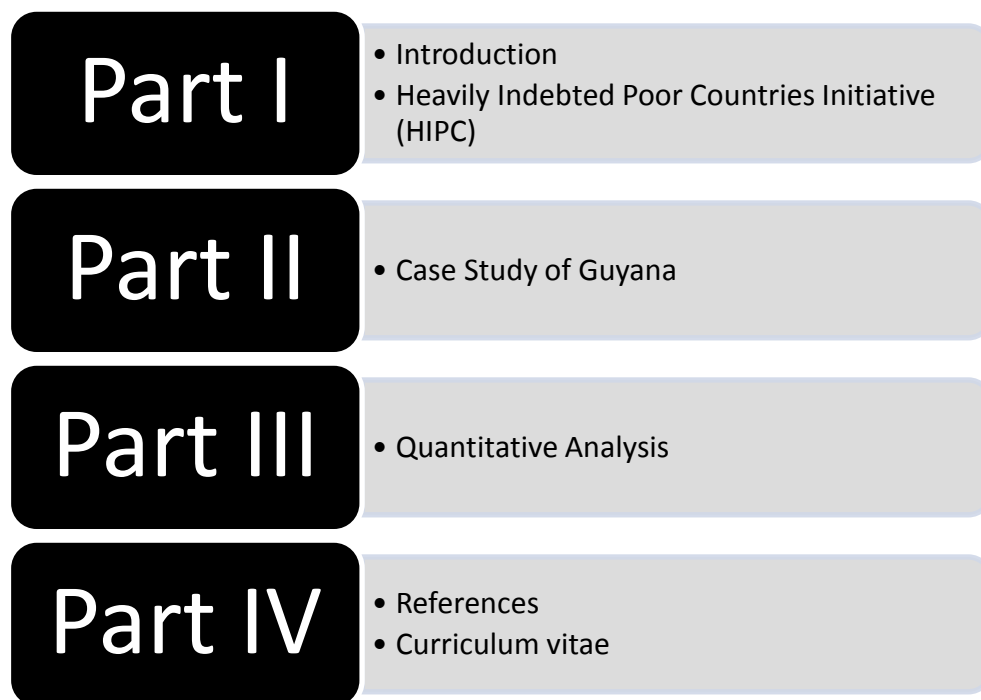 Part I
• Introduction
• Heavily Indebted Poor Countries Initiative
(HIPC)
Part II
• Case Study of Guyana
Part III
• Quantitative Analysis
Part IV
• References
• Curriculum vitae